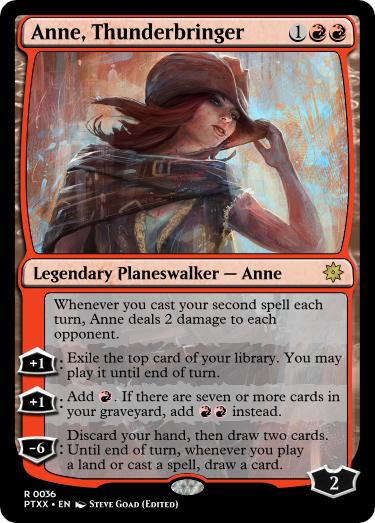 Anne, Thunderbringer 1
Legendary Planeswalker — Anne
Whenever you cast your second spell each
turn, Anne deals 2 damage to each
opponent.
+1: Exile the top card of your library. You may
play it until end of turn.
+1: Add . If there are seven or more cards in
your graveyard, add instead.
-6: Discard your hand, then draw two cards.
Until end of turn, whenever you play
a land or cast a spell, draw a card.
2
R 0036
PTXX • EN Steve Goad (Edited)